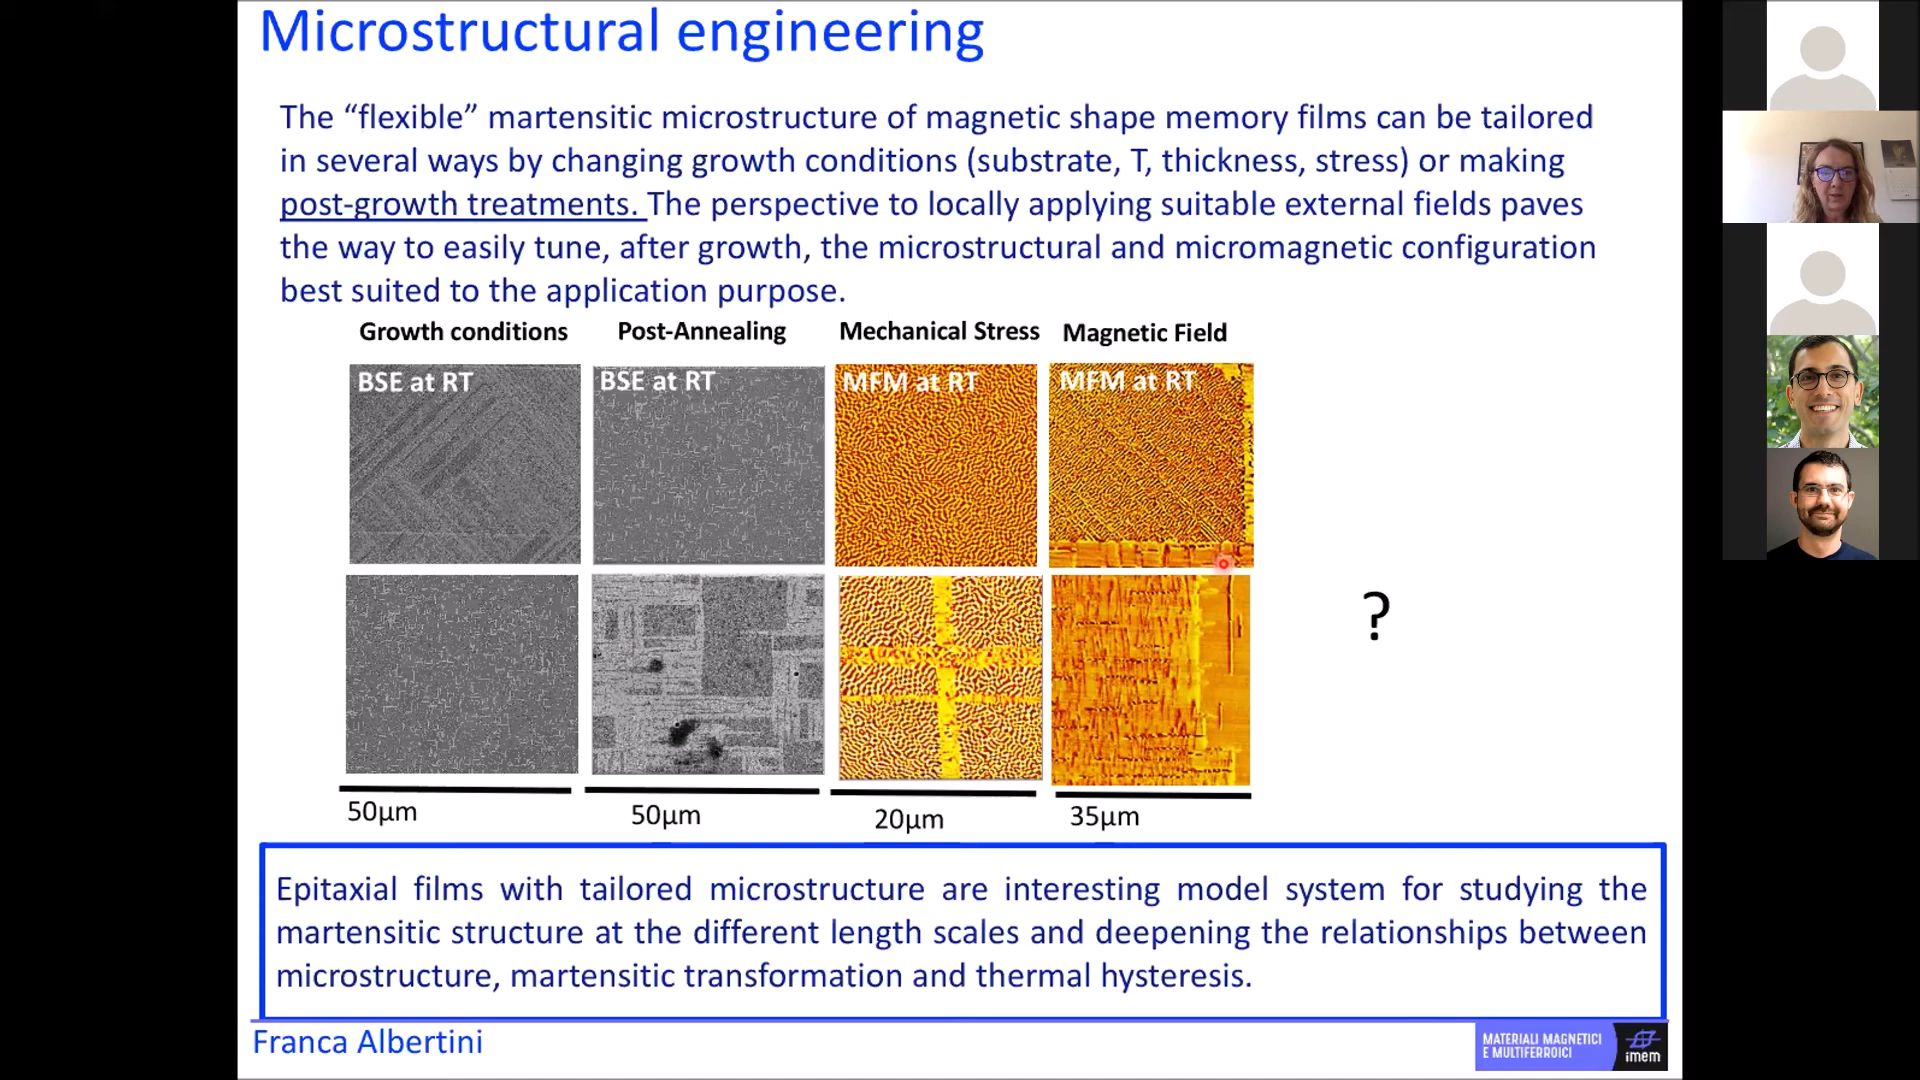 Microstructural engineering
The “flexible” martensitic microstructure of magnetic shape memory films can be tailored
in several ways by changing growth conditions (substrate, T, thickness, stress) or making
post-growth treatments. The perspective to locally applying suitable external fields paves
the way to easily tune, after growth, the microstructural and micromagnetic configuration
best suited to the application purpose.
Growth conditions
Post-Annealing
Mechanical Stress
Magnetic Field
BSE at RT
BSE at RT
MFM at RT
MFM at RT
?
50µm
50µm
20µm
35µm
Epitaxial films with tailored microstructure are interesting model system for studying the
martensitic structure at the different length scales and deepening the relationships between
microstructure, martensitic transformation and thermal hysteresis.
Franca Albertini
MATERIALI MAGNETICI
E MULTIFERROICI
imem